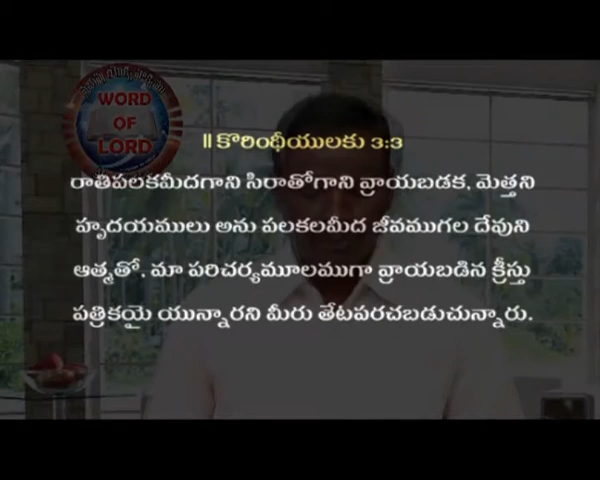 WORD
OF
LORD
II కొరింథీయులకు 3:3
రాతిపలకమీదగాని సిరాతోగాని వ్రాయబడక, మెత్తని
హృదయములు అను పలకలమీద జీవముగల దేవుని
ఆత్మతో, మా పరిచర్యమూలముగా వ్రాయబడిన క్రీస్తు
పత్రికయై యున్నారని మీరు తేటపరచబడుచున్నారు.